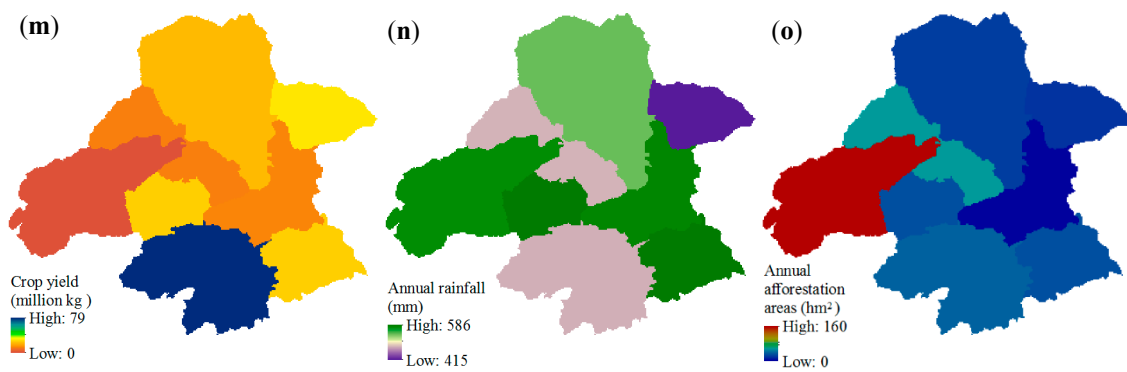 (m)
Crop yield
(million kg )
High: 79
Low: 0
(n)
Annual rainfall
(mm)
High: 586
Low: 415
(o)
Annual
afforestation
areas (hm²)
High: 160
Low: 0